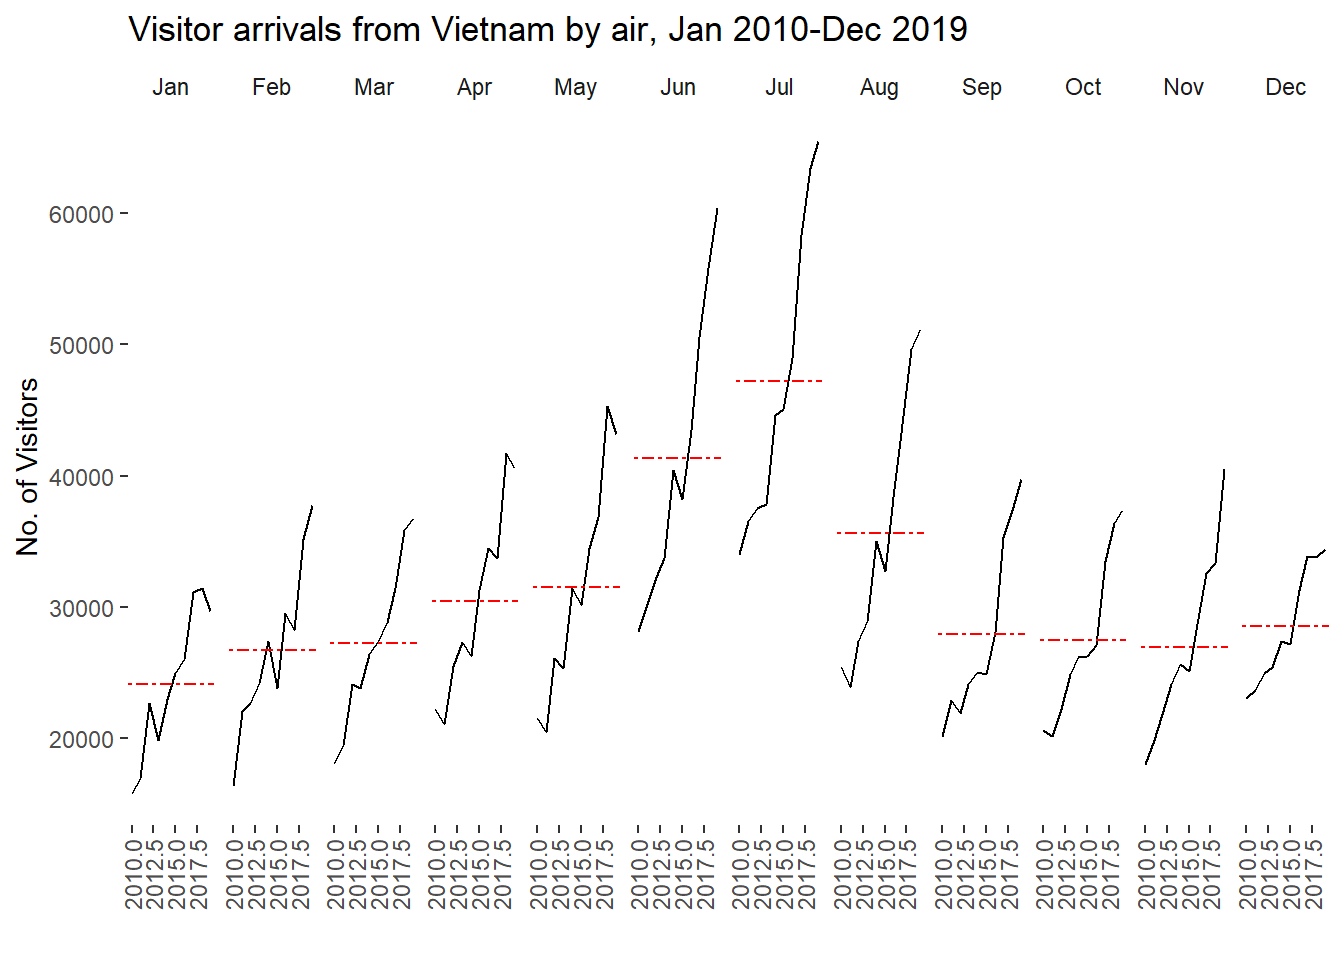 Visitor arrivals from Vietnam by air, Jan 2010-Dec 2019
Jan Feb Mar Apr May Jun Jul Aug Sep Oct Nov Dec
No. of Visitors
60000
50000
40000
30000
20000
2010.0 2012.5 2015.0 2017.5 2010.0 2012.5 2015.0 2017.5 2010.0 2012.5 2015.0 2017.5 2010.0 2012.5 2015.0 2017.5 2010.0 2012.5 2015.0 2017.5 2010.0 2012.5 2015.0 2017.5 2010.0 2012.5 2015.0 2017.5 2010.0 2012.5 2015.0 2017.5 2010.0 2012.5 2015.0 2017.5 2010.0 2012.5 2015.0 2017.5 2010.0 2012.5 2015.0 2017.5 2010.0 2012.5 2015.0 2017.5